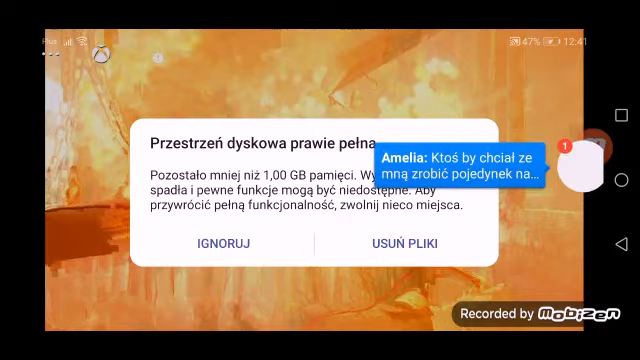 Plus 47% 12:41
Przestrzeń dyskowa prawie pełna
Amelia: Ktoś by chciał ze
mną zrobić pojedynek na...
1
Pozostało mniej niż 1,00 GB pamięci.
spadła i pewne funkcje mogą być niedostępne. Aby
przywrócić pełną funkcjonalność, zwolnij nieco miejsca.
IGNORUJ USUŃ PLIKI
Recorded by Mobizen